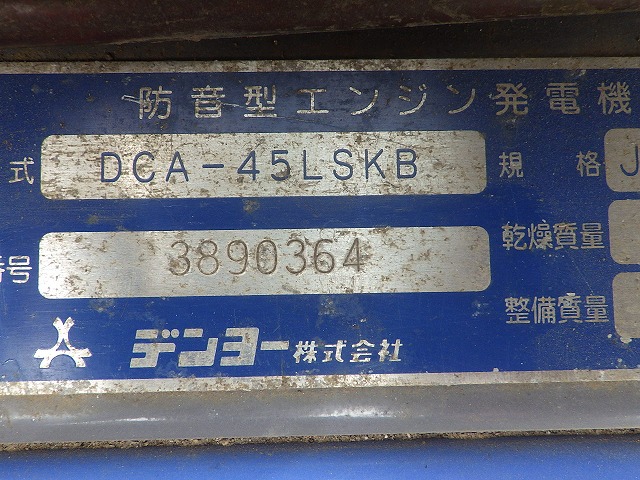 防音型エンジン発電機
式 DCA-45LSKB 規格 J
番号 3890364 乾燥質量
整備質量
デンヨー株式会社